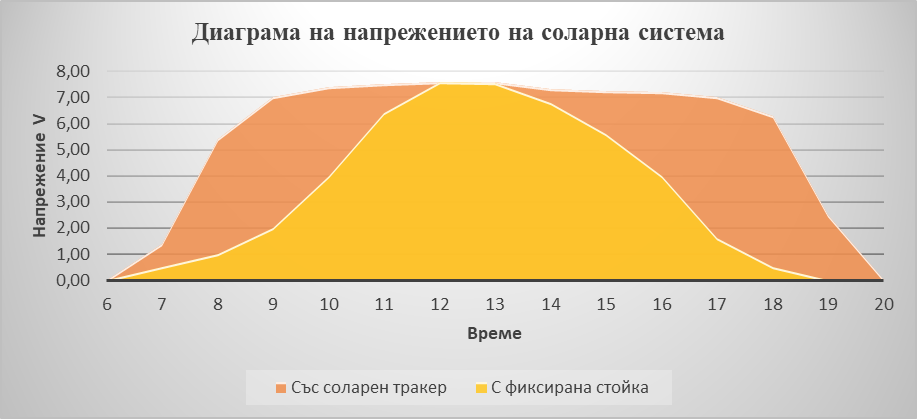 Диаграма на напрежението на соларна система
8,00
7,00
6,00
5,00
4,00
3,00
2,00
1,00
0,00
Напрежение V
6 7 8 9 10 11 12 13 14 15 16 17 18 19 20
Време
Със соларен тракер С фиксирана стойка